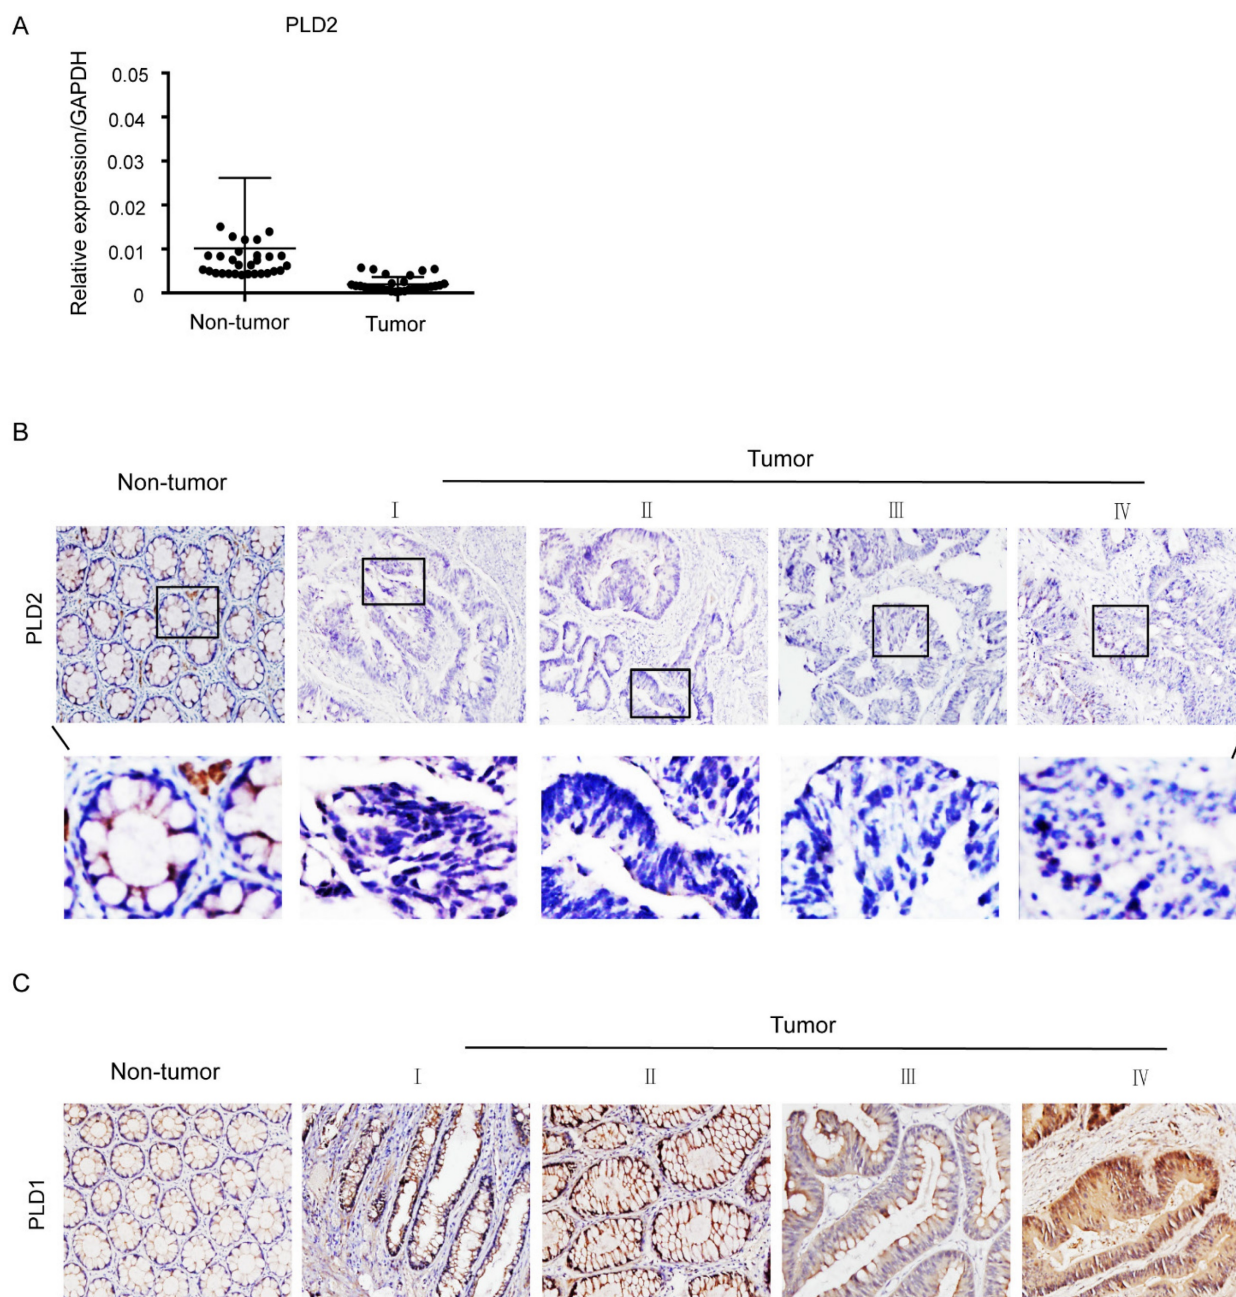 A
PLD2
Relative expression/GAPDH
0.05
0.04
0.03
0.02
0.01
0
Non-tumor
Tumor
B
Tumor
Non-tumor
I
II
III
IV
PLD2
C
Tumor
Non-tumor
I
II
III
IV
PLD1